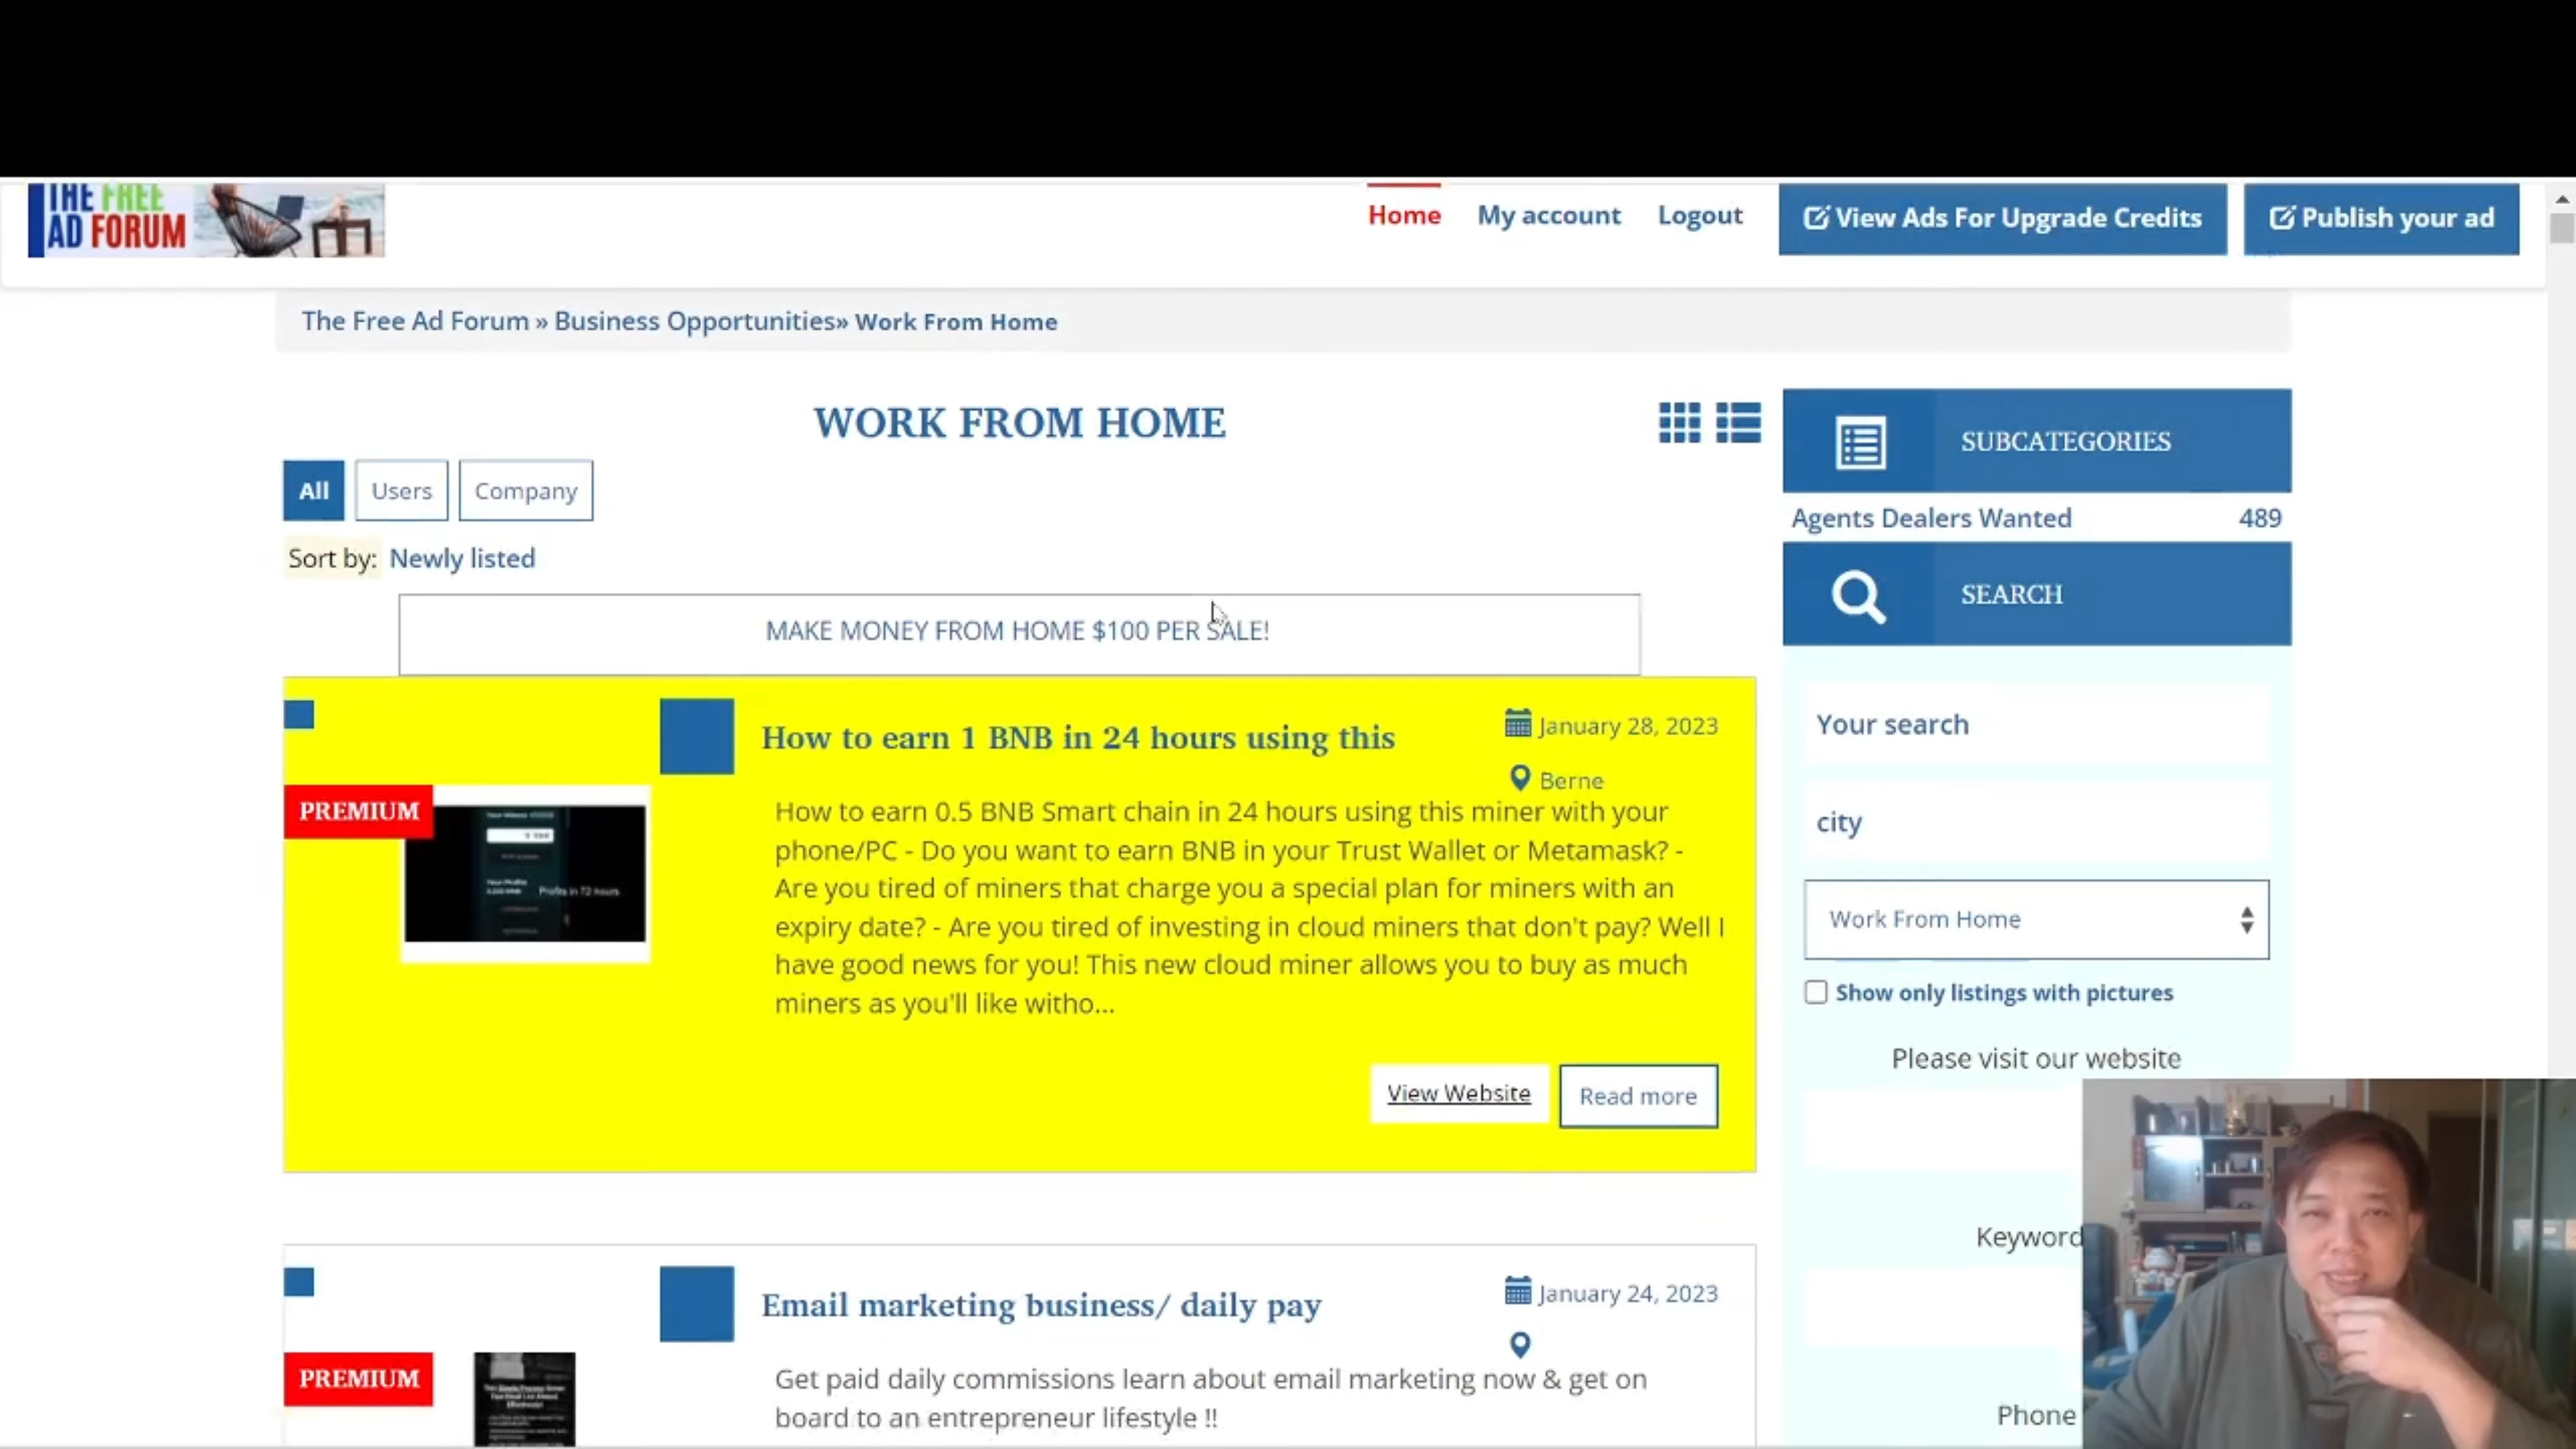 THE FREE
AD FORUM
Home
My account
Logout
View Ads For Upgrade Credits
Publish your ad
The Free Ad Forum » Business Opportunities» Work From Home
WORK FROM HOME
All
Users
Company
Sort by: Newly listed
MAKE MONEY FROM HOME $100 PER SALE!
PREMIUM
Profits in 72 hours
How to earn 1 BNB in 24 hours using this
January 28, 2023
Berne
How to earn 0.5 BNB Smart chain in 24 hours using this miner with your
phone/PC - Do you want to earn BNB in your Trust Wallet or Metamask? -
Are you tired of miners that charge you a special plan for miners with an
expiry date? - Are you tired of investing in cloud miners that don't pay? Well I
have good news for you! This new cloud miner allows you to buy as much
miners as you'll like witho...
View Website
Read more
PREMIUM
Email marketing business/ daily pay
January 24, 2023
Get paid daily commissions learn about email marketing now & get on
board to an entrepreneur lifestyle !!
SUBCATEGORIES
Agents Dealers Wanted 489
SEARCH
Your search
city
Work From Home
Show only listings with pictures
Please visit our website
Keyword
Phone